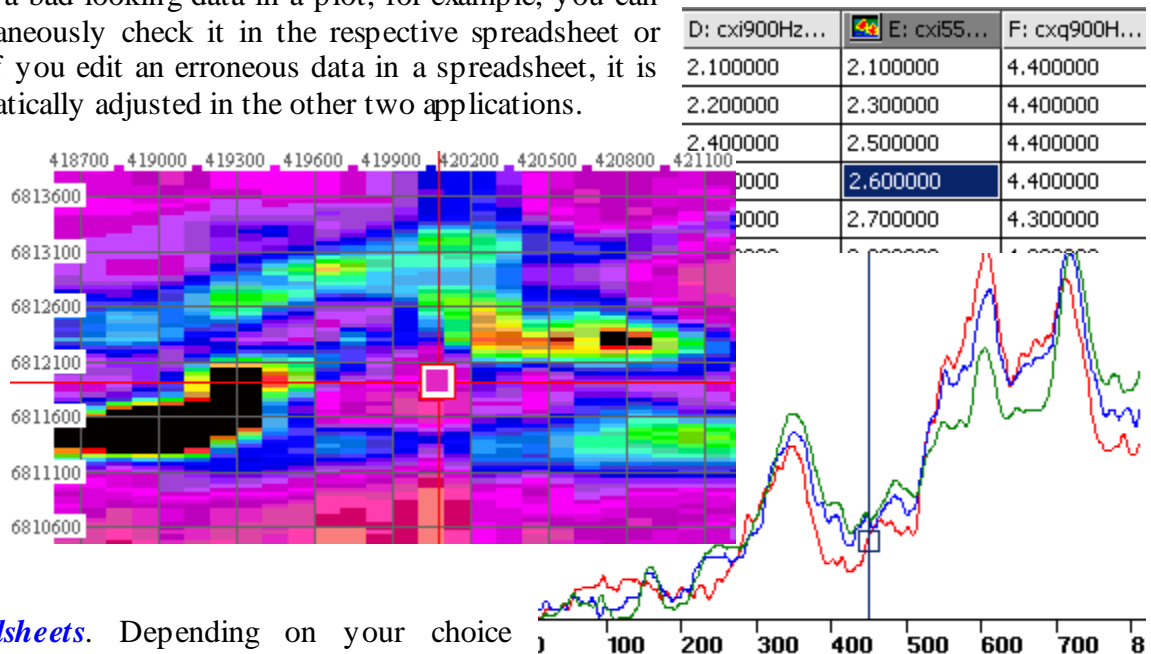 a bad looking data in a plot, for example, you can
aneously check it in the respective spreadsheet or
f you edit an erroneous data in a spreadsheet, it is
atically adjusted in the other two applications.
D: cxi900Hz... E: cxi55... F: cxq900H...
2.100000 2.100000 4.400000
2.200000 2.300000 4.400000
2.400000 2.500000 4.400000
0000 2.600000 4.400000
0000 2.700000 4.300000
418700 419000 419300 419600 419900 420200 420500 420800 421100
6813600
6813100
6812600
6812100
6811600
6811100
6810600
dsheets. Depending on your choice
100 200 300 400 500 600 700 8